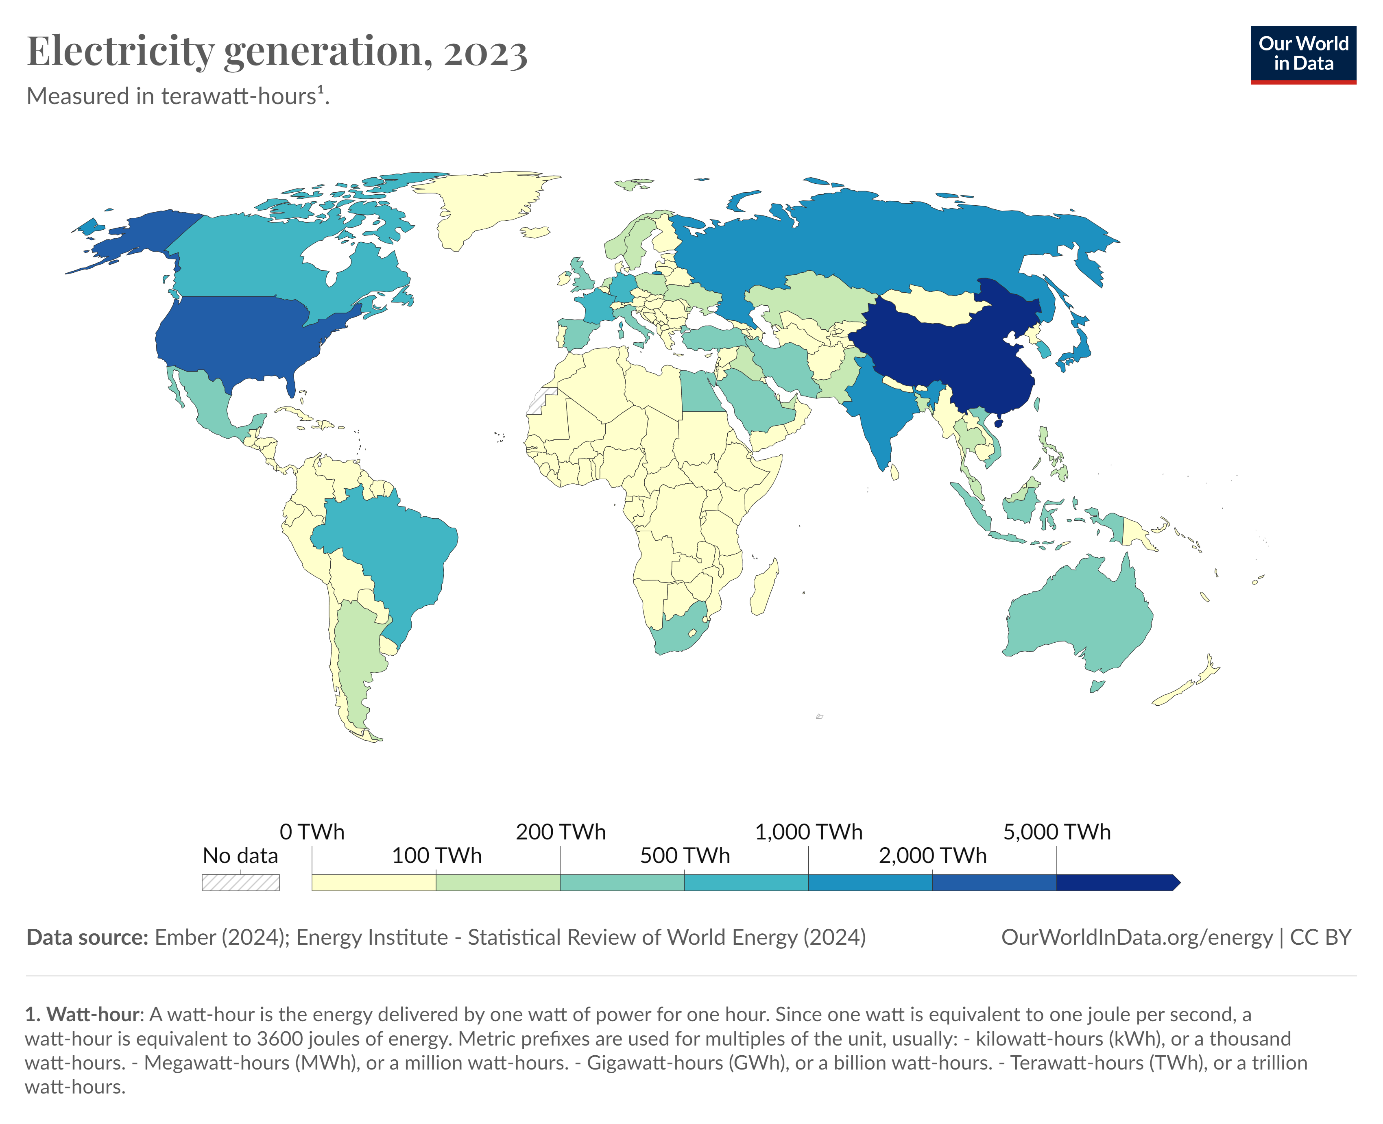 Electricity generation, 2023
Our World
in Data
Measured in terawatt-hours¹.
0 TWh
200 TWh
1,000 TWh
5,000 TWh
No data
100 TWh
500 TWh
2,000 TWh
Data source: Ember (2024); Energy Institute - Statistical Review of World Energy (2024)
OurWorldInData.org/energy | CC BY
1. Watt-hour: A watt-hour is the energy delivered by one watt of power for one hour. Since one watt is equivalent to one joule per second, a
watt-hour is equivalent to 3600 joules of energy. Metric prefixes are used for multiples of the unit, usually: - kilowatt-hours (kWh), or a thousand
watt-hours. - Megawatt-hours (MWh), or a million watt-hours. - Gigawatt-hours (GWh), or a billion watt-hours. - Terawatt-hours (TWh), or a trillion
watt-hours.